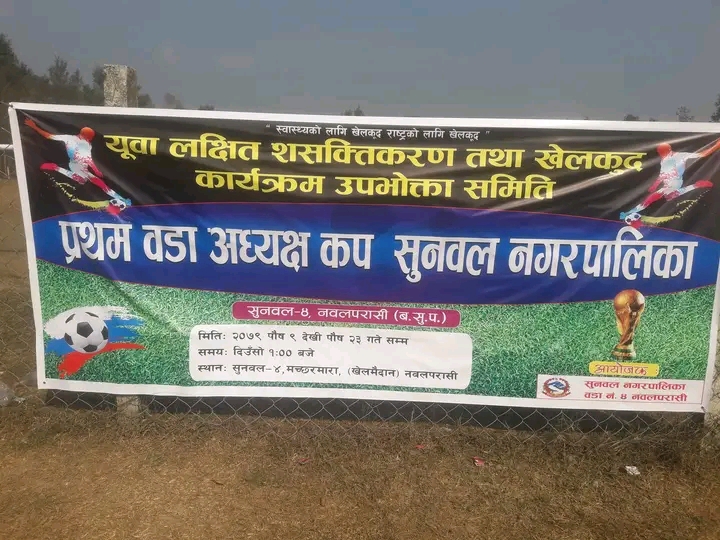 " स्वास्थ्यको लागि खेलकूद राष्ट्रको लागि खेलकूद "
यूवा लक्षित शसक्तिकरण तथा खेलकुद
कार्यक्रम उपभोक्ता समिति
प्रथम वडा अध्यक्ष कप सुनवल नगरपालिका
सुनवल-४, नवलपरासी (ब.सु.प.)
मिति: २०७९ पौष ९ देखी पौष २३ गते सम्म
समय: दिउँसो १:०० बजे
स्थान: सुनवल-४, मच्छरमारा, (खेलमैदान) नवलपरासी
आयोजक
सुनवल नगरपालिका
वडा नं. ४ नवलपरासी